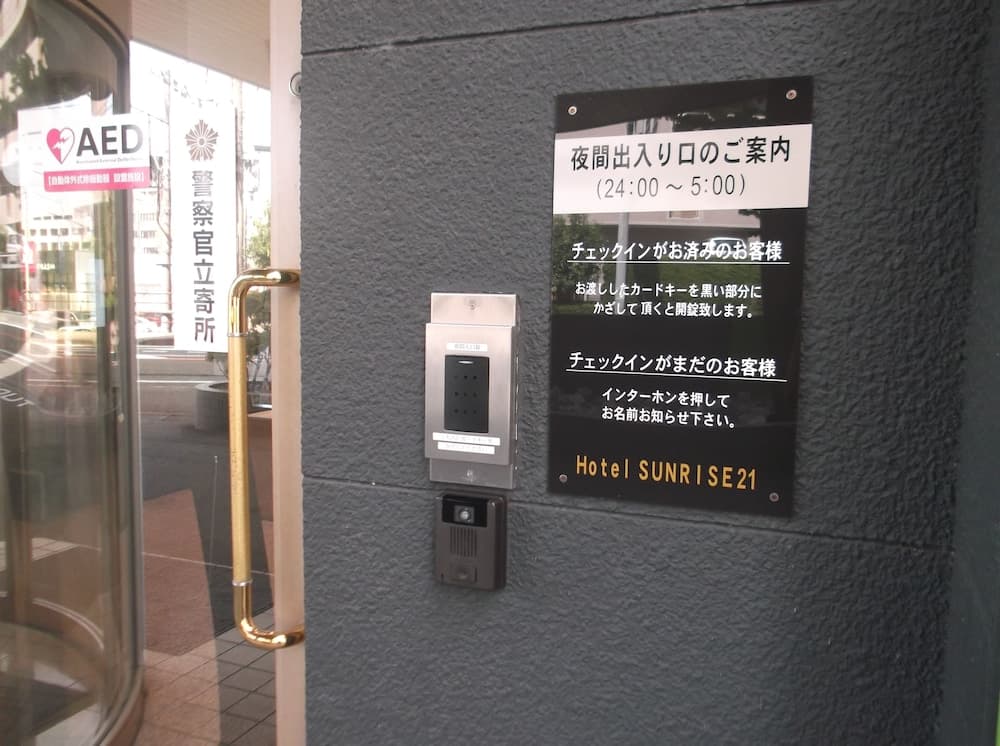 AED
【自動体外式除細動器 設置施設】
警察官立寄所
夜間出入り口のご案内
(24:00～5:00)
チェックインがお済みのお客様
お渡ししたカードキーを黒い部分に
かざして頂くと開錠致します。
チェックインがまだのお客様
インターホンを押して
お名前お知らせ下さい。
Hotel SUNRISE21